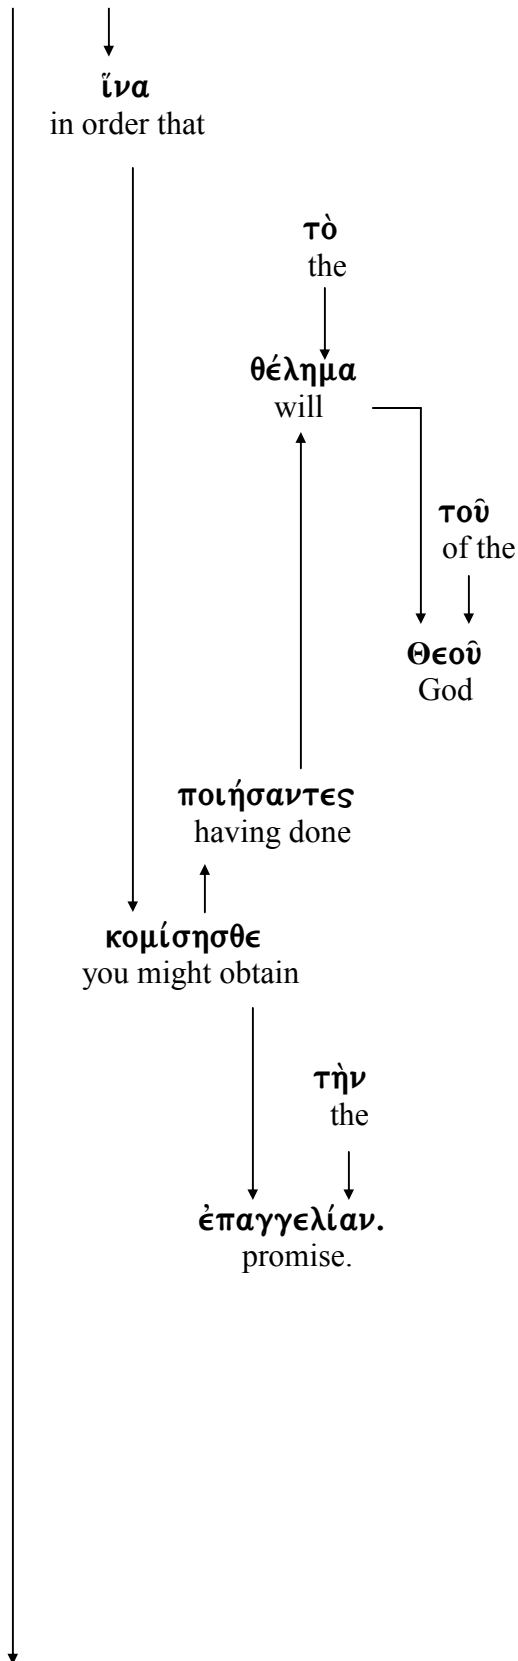 ἵνα
in order that
τὸ
the
θέλημα
will
τοῦ
of the
Θεοῦ
God
ποιήσαντες
having done
κομίσησθε
you might obtain
τὴν
the
ἐπαγγελίαν.
promise.